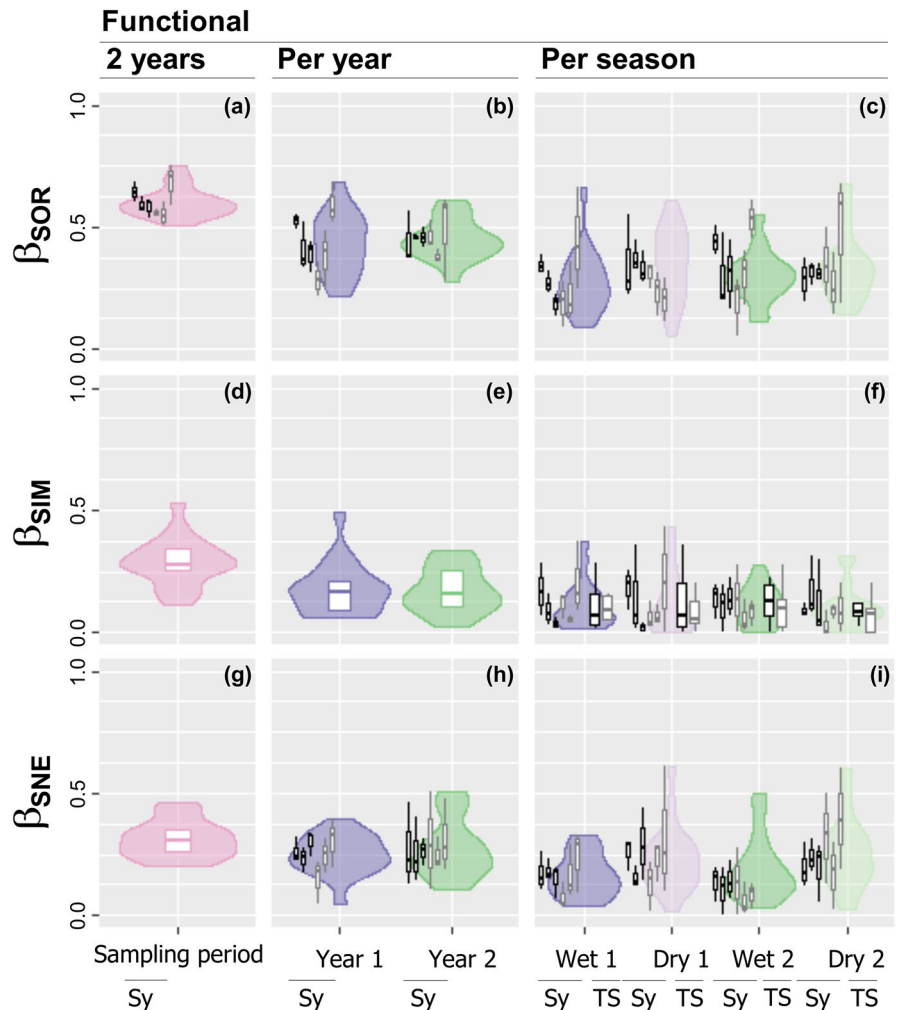 Functional
2 years Per year Per season
(a) (b) (c)
1.0
0.5
0.0
βSOR
(d) (e) (f)
1.0
0.5
0.0
βSIM
(g) (h) (i)
1.0
0.5
0.0
βSNE
Sampling period Year 1 Year 2 Wet 1 Dry 1 Wet 2 Dry 2
Sy Sy Sy Sy TS Sy TS Sy TS Sy TS